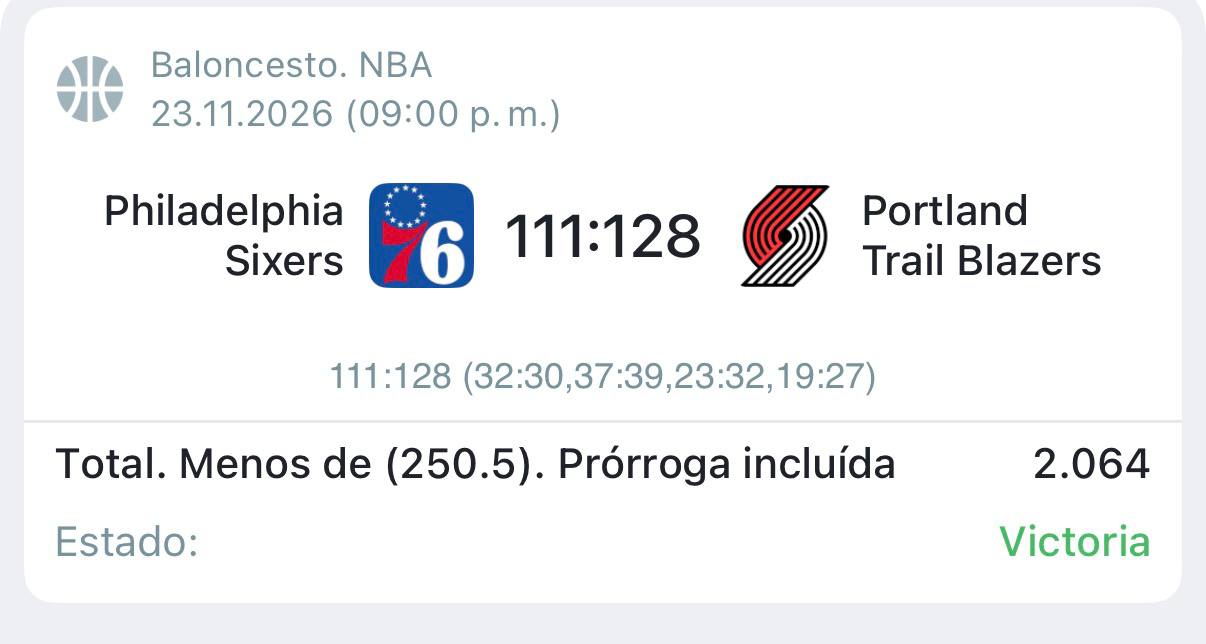 Baloncesto. NBA
23.11.2026 (09:00 p. m.)
Philadelphia
Sixers
76
111:128
Portland
Trail Blazers
111:128 (32:30,37:39,23:32,19:27)
Total. Menos de (250.5). Prórroga incluída 2.064
Estado: Victoria